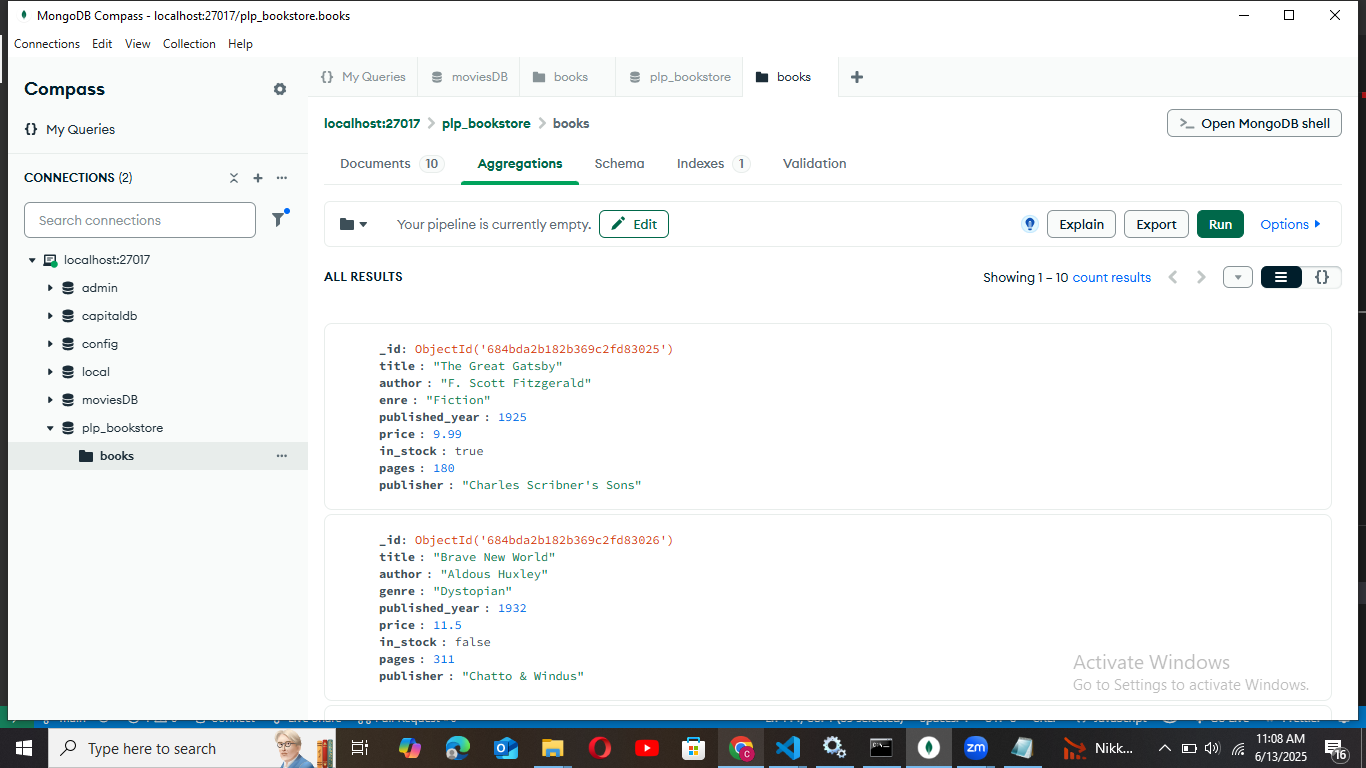 MongoDB Compass - localhost:27017/plp_bookstore.books
Connections Edit View Collection Help
Compass
{} My Queries
CONNECTIONS (2)
Search connections
localhost:27017
admin
capitaldb
config
local
moviesDB
plp_bookstore
books
{} My Queries moviesDB books plp_bookstore books
localhost:27017 > plp_bookstore > books
>_ Open MongoDB shell
Documents 10 Aggregations Schema Indexes 1 Validation
Your pipeline is currently empty. Edit Explain Export Run Options
ALL RESULTS
Showing 1 – 10 count results {}
_id: ObjectId('684bda2b182b369c2fd83025')
title : "The Great Gatsby"
author : "F. Scott Fitzgerald"
enre : "Fiction"
published_year : 1925
price : 9.99
in_stock : true
pages : 180
publisher : "Charles Scribner's Sons"
_id: ObjectId('684bda2b182b369c2fd83026')
title : "Brave New World"
author : "Aldous Huxley"
genre : "Dystopian"
published_year : 1932
price : 11.5
in_stock : false
pages : 311
publisher : "Chatto & Windus"
Activate Windows
Go to Settings to activate Windows.
Type here to search
zm
Nikk...
11:08 AM
6/13/2025
16